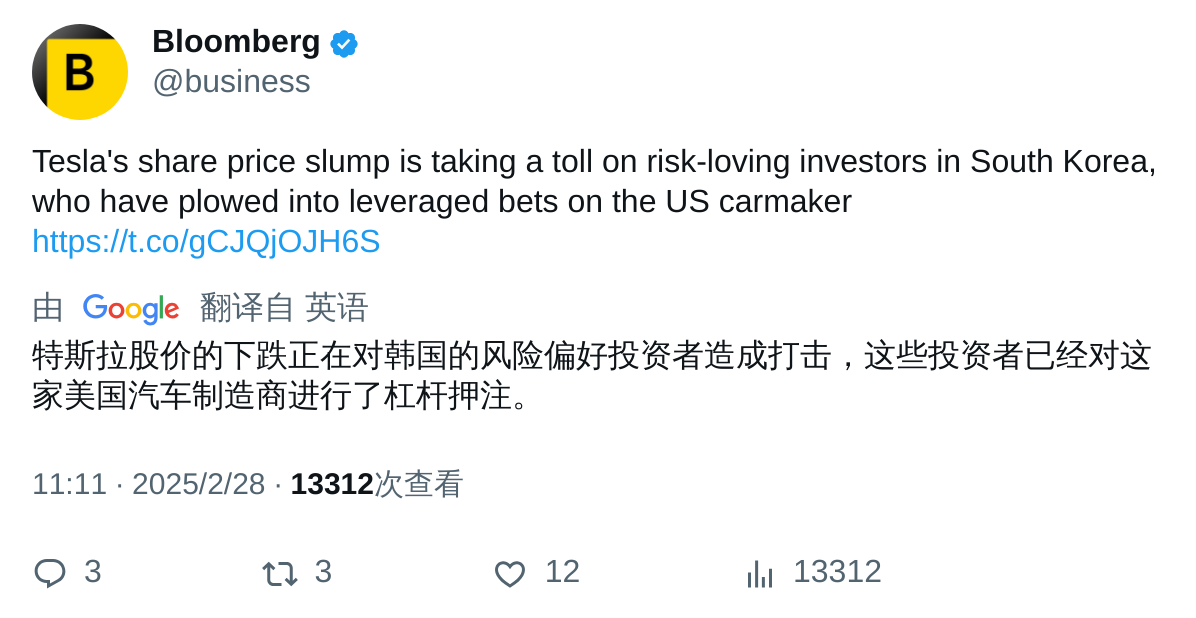 B
Bloomberg
@business
Tesla's share price slump is taking a toll on risk-loving investors in South Korea,
who have plowed into leveraged bets on the US carmaker
https://t.co/gCJQjOJH6S
由 Google 翻译自 英语
特斯拉股价的下跌正在对韩国的风险偏好投资者造成打击，这些投资者已经对这
家美国汽车制造商进行了杠杆押注。
11:11 · 2025/2/28 · 13312次查看
3 3 12 13312